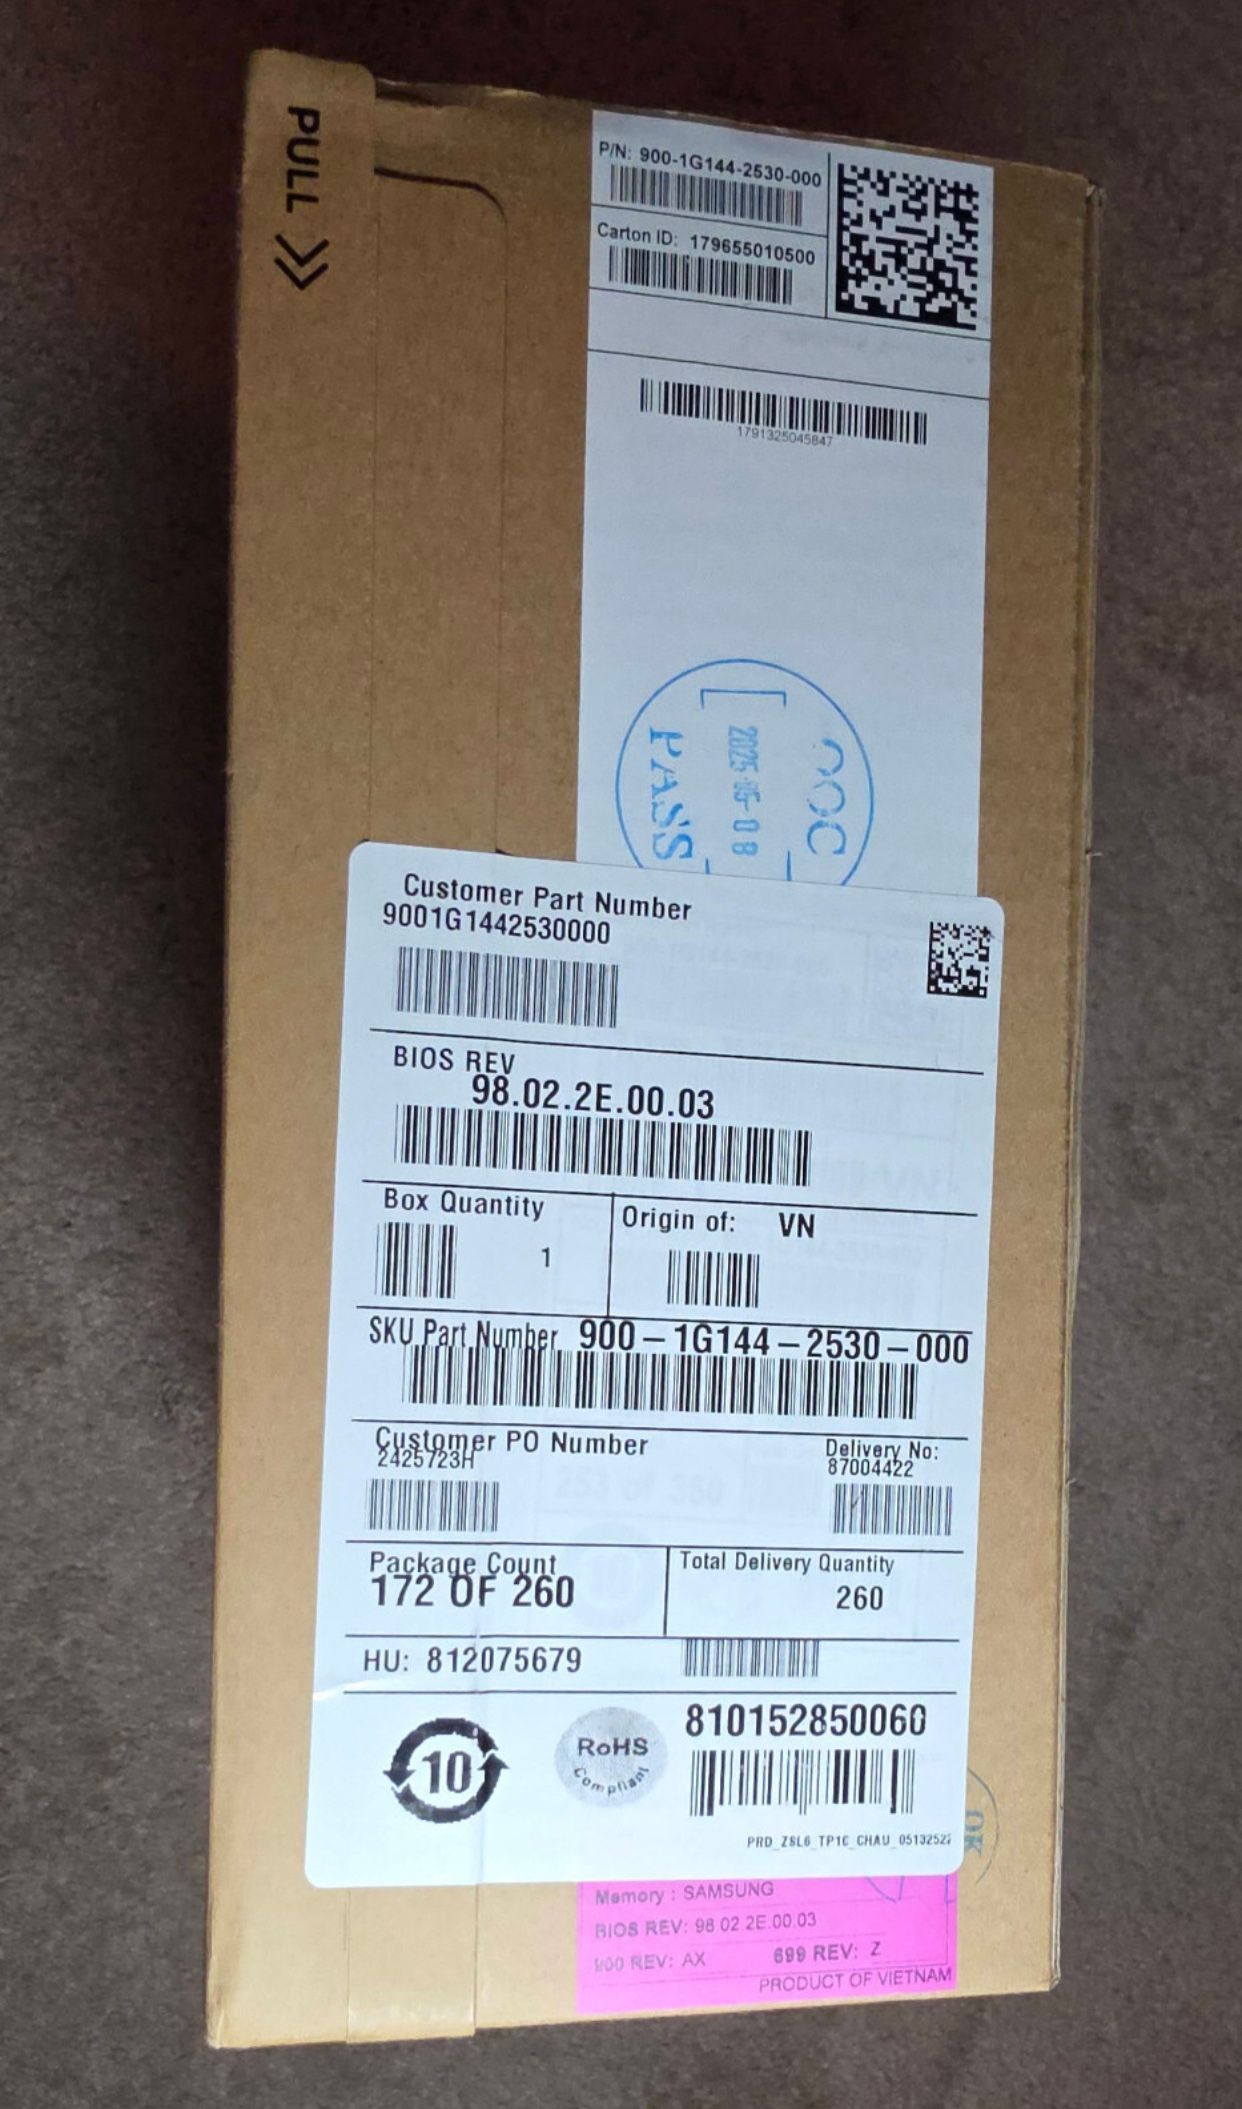 PULL
P/N: 900-1G144-2530-000
Carton ID: 179655010500
1791325045847
OOC
2025-05-08
PASS
Customer Part Number
9001G1442530000
BIOS REV
98.02.2E.00.03
Box Quantity
1
Origin of: VN
SKU Part Number 900-1G144-2530-000
Customer PO Number
2425723H
Delivery No:
87004422
Package Count
172 OF 260
Total Delivery Quantity
260
HU: 812075679
10
RoHS
Compliant
810152850060
OK
Memory : SAMSUNG
BIOS REV: 98 02.2E.00.03
900 REV: AX 699 REV: Z
PRODUCT OF VIETNAM